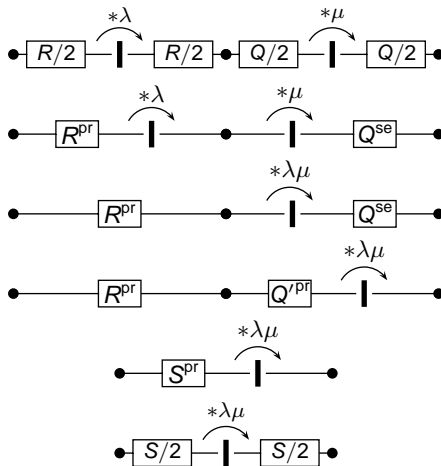 *λ *μ
R/2 R/2 Q/2 Q/2
*λ *μ
R^pr Q^se
*λμ
R^pr Q^se
*λμ
R^pr Q′^pr
*λμ
S^pr
*λμ
S/2 S/2